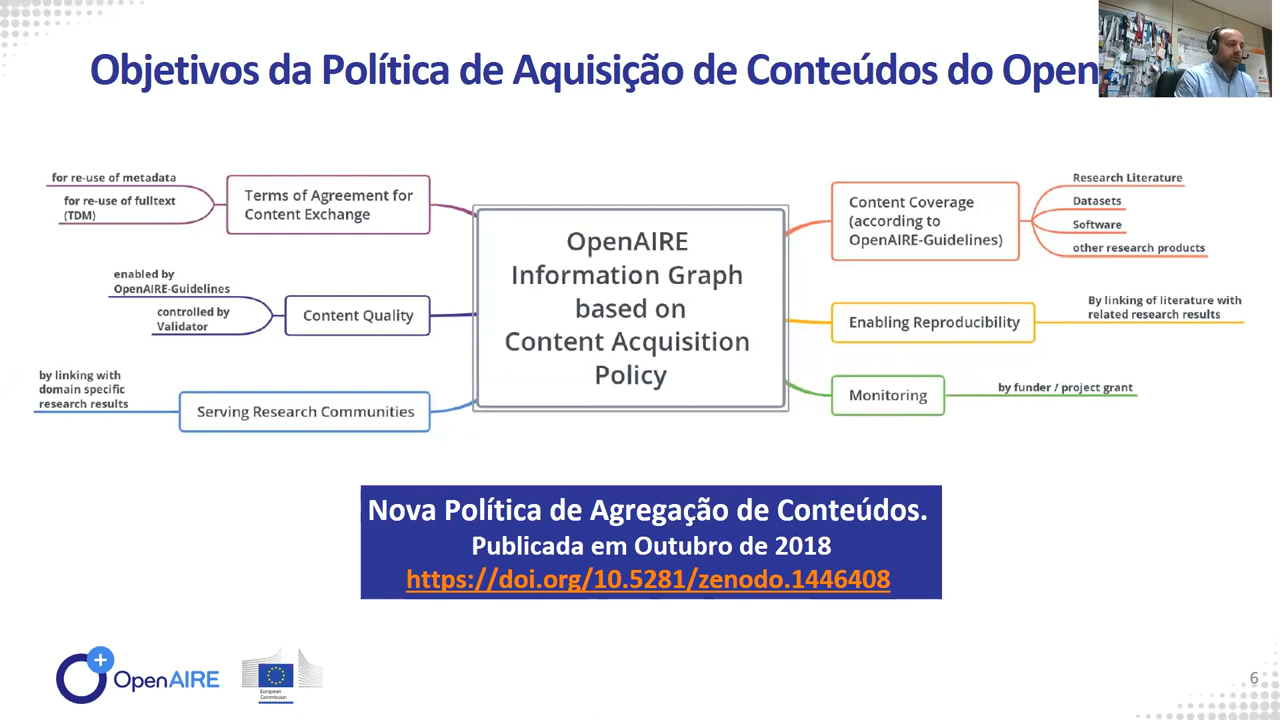 Objetivos da Política de Aquisição de Conteúdos do Open
for re-use of metadata
for re-use of fulltext
(TDM)
Terms of Agreement for
Content Exchange
enabled by
OpenAIRE-Guidelines
controlled by
Validator
Content Quality
by linking with
domain specific
research results
Serving Research Communities
OpenAIRE
Information Graph
based on
Content Acquisition
Policy
Content Coverage
(according to
OpenAIRE-Guidelines)
Research Literature
Datasets
Software
other research products
Enabling Reproducibility
By linking of literature with
related research results
Monitoring
by funder / project grant
Nova Política de Agregação de Conteúdos.
Publicada em Outubro de 2018
https://doi.org/10.5281/zenodo.1446408
OpenAIRE
European
Commission
6